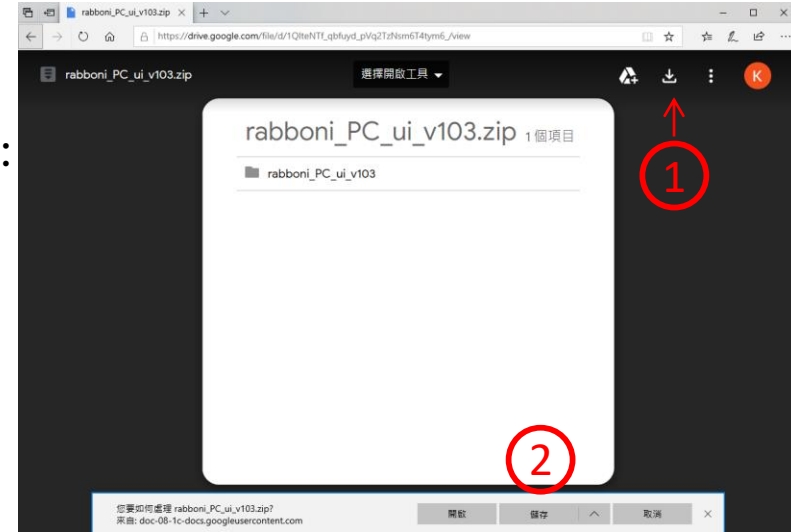 rabboni_PC_ui_v103.zip
https://drive.google.com/file/d/1QlteNTf_qbfuyd_pVq2TzNsm6T4tym6_/view
rabboni_PC_ui_v103.zip
選擇開啟工具
K
:
rabboni_PC_ui_v103.zip 1 個項目
rabboni_PC_ui_v103
1
2
您要如何處理 rabboni_PC_ui_v103.zip?
來自: doc-08-1c-docs.googleusercontent.com
開啟
儲存
取消